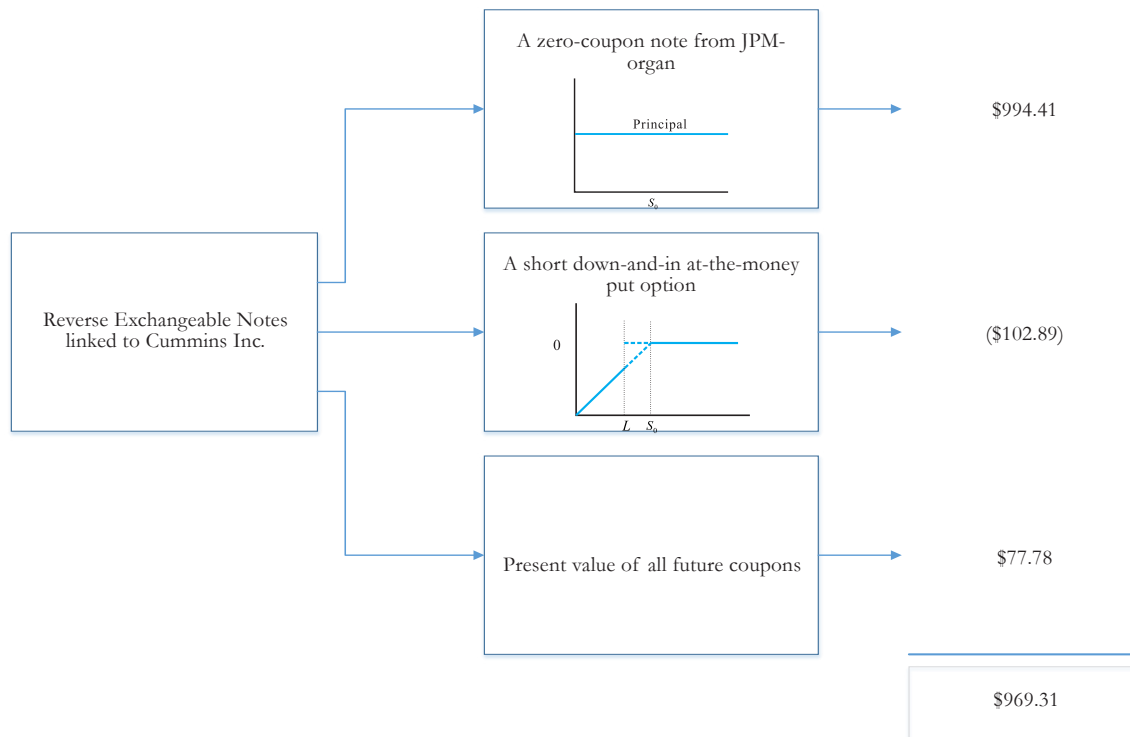 A zero-coupon note from JPM-
organ
Principal
S₀
$994.41
Reverse Exchangeable Notes
linked to Cummins Inc.
A short down-and-in at-the-money
put option
0
L S₀
($102.89)
Present value of all future coupons
$77.78
$969.31